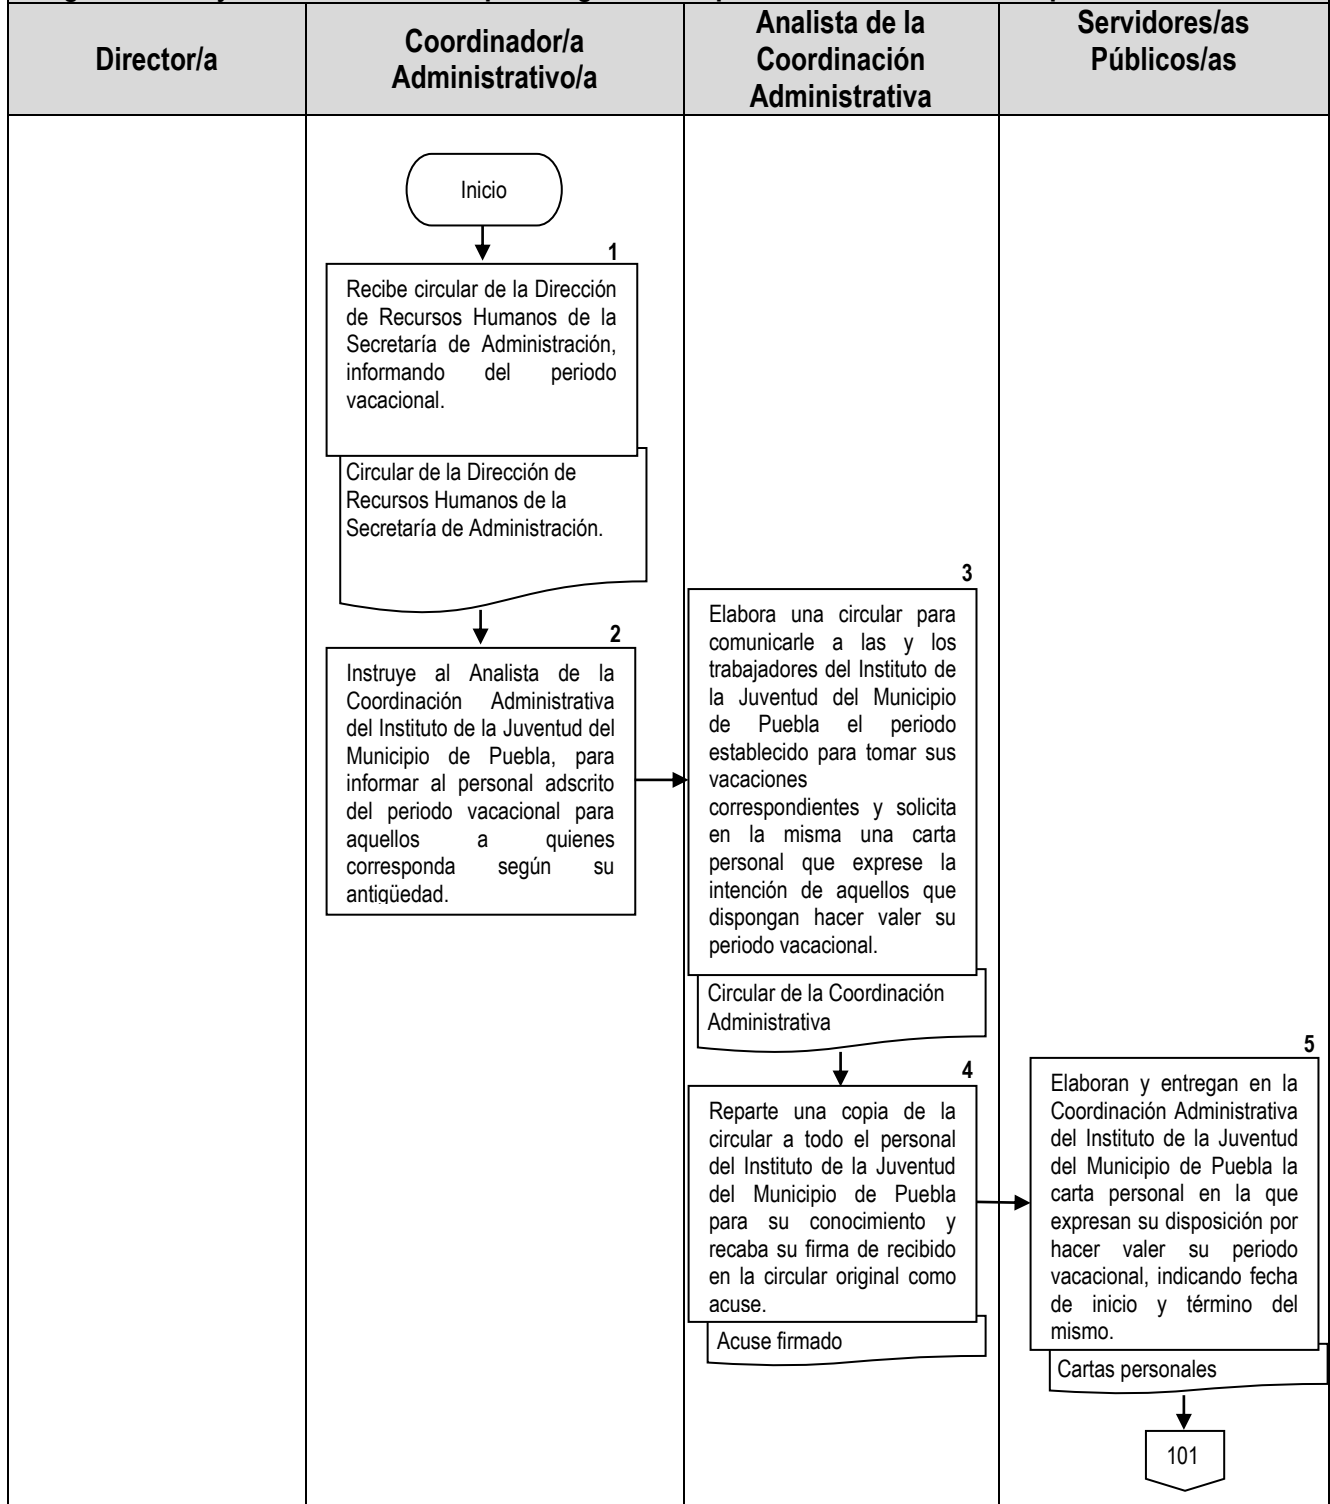 Director/a
Coordinador/a
Administrativo/a
Analista de la
Coordinación
Administrativa
Servidores/as
Públicos/as
Inicio
1
Recibe circular de la Dirección
de Recursos Humanos de la
Secretaría de Administración,
informando del periodo
vacacional.
Circular de la Dirección de
Recursos Humanos de la
Secretaría de Administración.
2
Instruye al Analista de la
Coordinación Administrativa
del Instituto de la Juventud del
Municipio de Puebla, para
informar al personal adscrito
del periodo vacacional para
aquellos a quienes
corresponda según su
antigüedad.
3
Elabora una circular para
comunicarle a las y los
trabajadores del Instituto de
la Juventud del Municipio
de Puebla el periodo
establecido para tomar sus
vacaciones
correspondientes y solicita
en la misma una carta
personal que exprese la
intención de aquellos que
dispongan hacer valer su
periodo vacacional.
Circular de la Coordinación
Administrativa
4
Reparte una copia de la
circular a todo el personal
del Instituto de la Juventud
del Municipio de Puebla
para su conocimiento y
recaba su firma de recibido
en la circular original como
acuse.
Acuse firmado
5
Elaboran y entregan en la
Coordinación Administrativa
del Instituto de la Juventud
del Municipio de Puebla la
carta personal en la que
expresan su disposición por
hacer valer su periodo
vacacional, indicando fecha
de inicio y término del
mismo.
Cartas personales
101